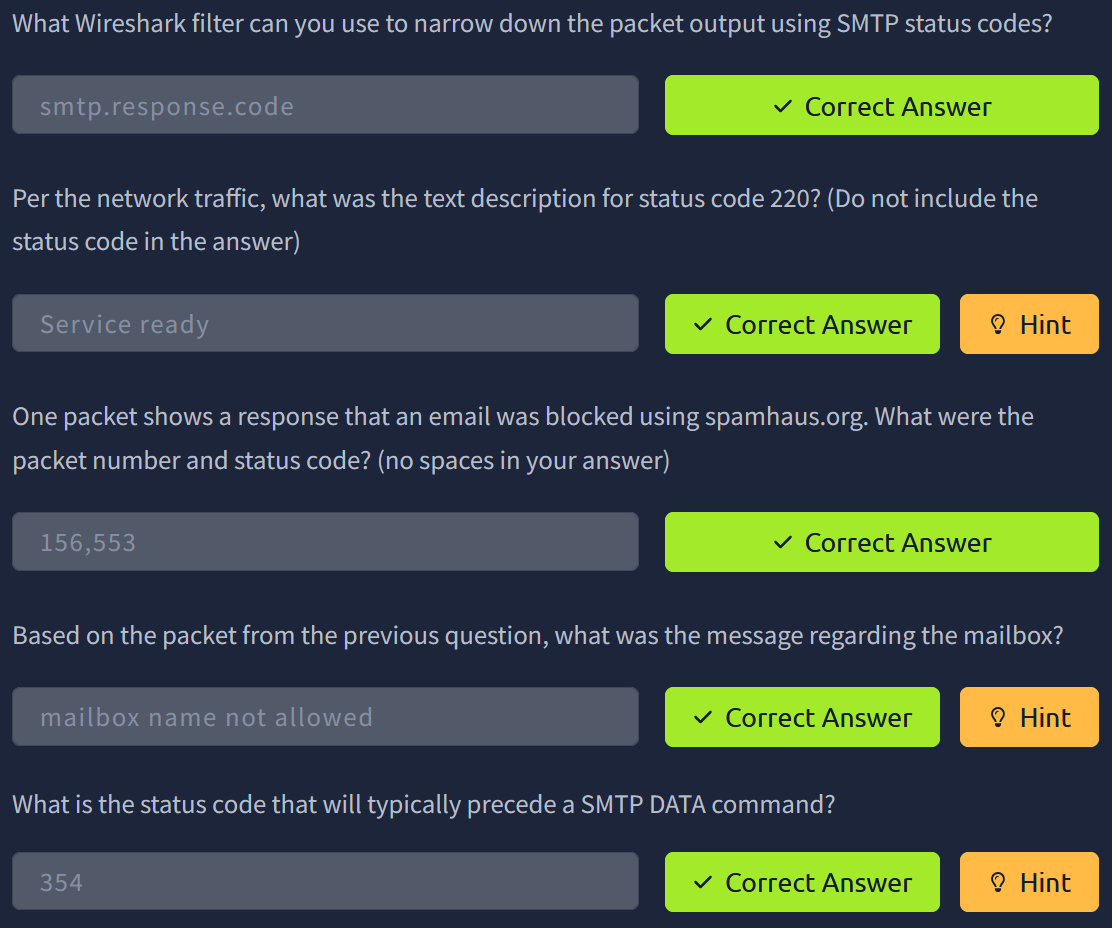 What Wireshark filter can you use to narrow down the packet output using SMTP status codes?
smtp.response.code
Correct Answer
Per the network traffic, what was the text description for status code 220? (Do not include the
status code in the answer)
Service ready
Correct Answer
Hint
One packet shows a response that an email was blocked using spamhaus.org. What were the
packet number and status code? (no spaces in your answer)
156,553
Correct Answer
Based on the packet from the previous question, what was the message regarding the mailbox?
mailbox name not allowed
Correct Answer
Hint
What is the status code that will typically precede a SMTP DATA command?
354
Correct Answer
Hint